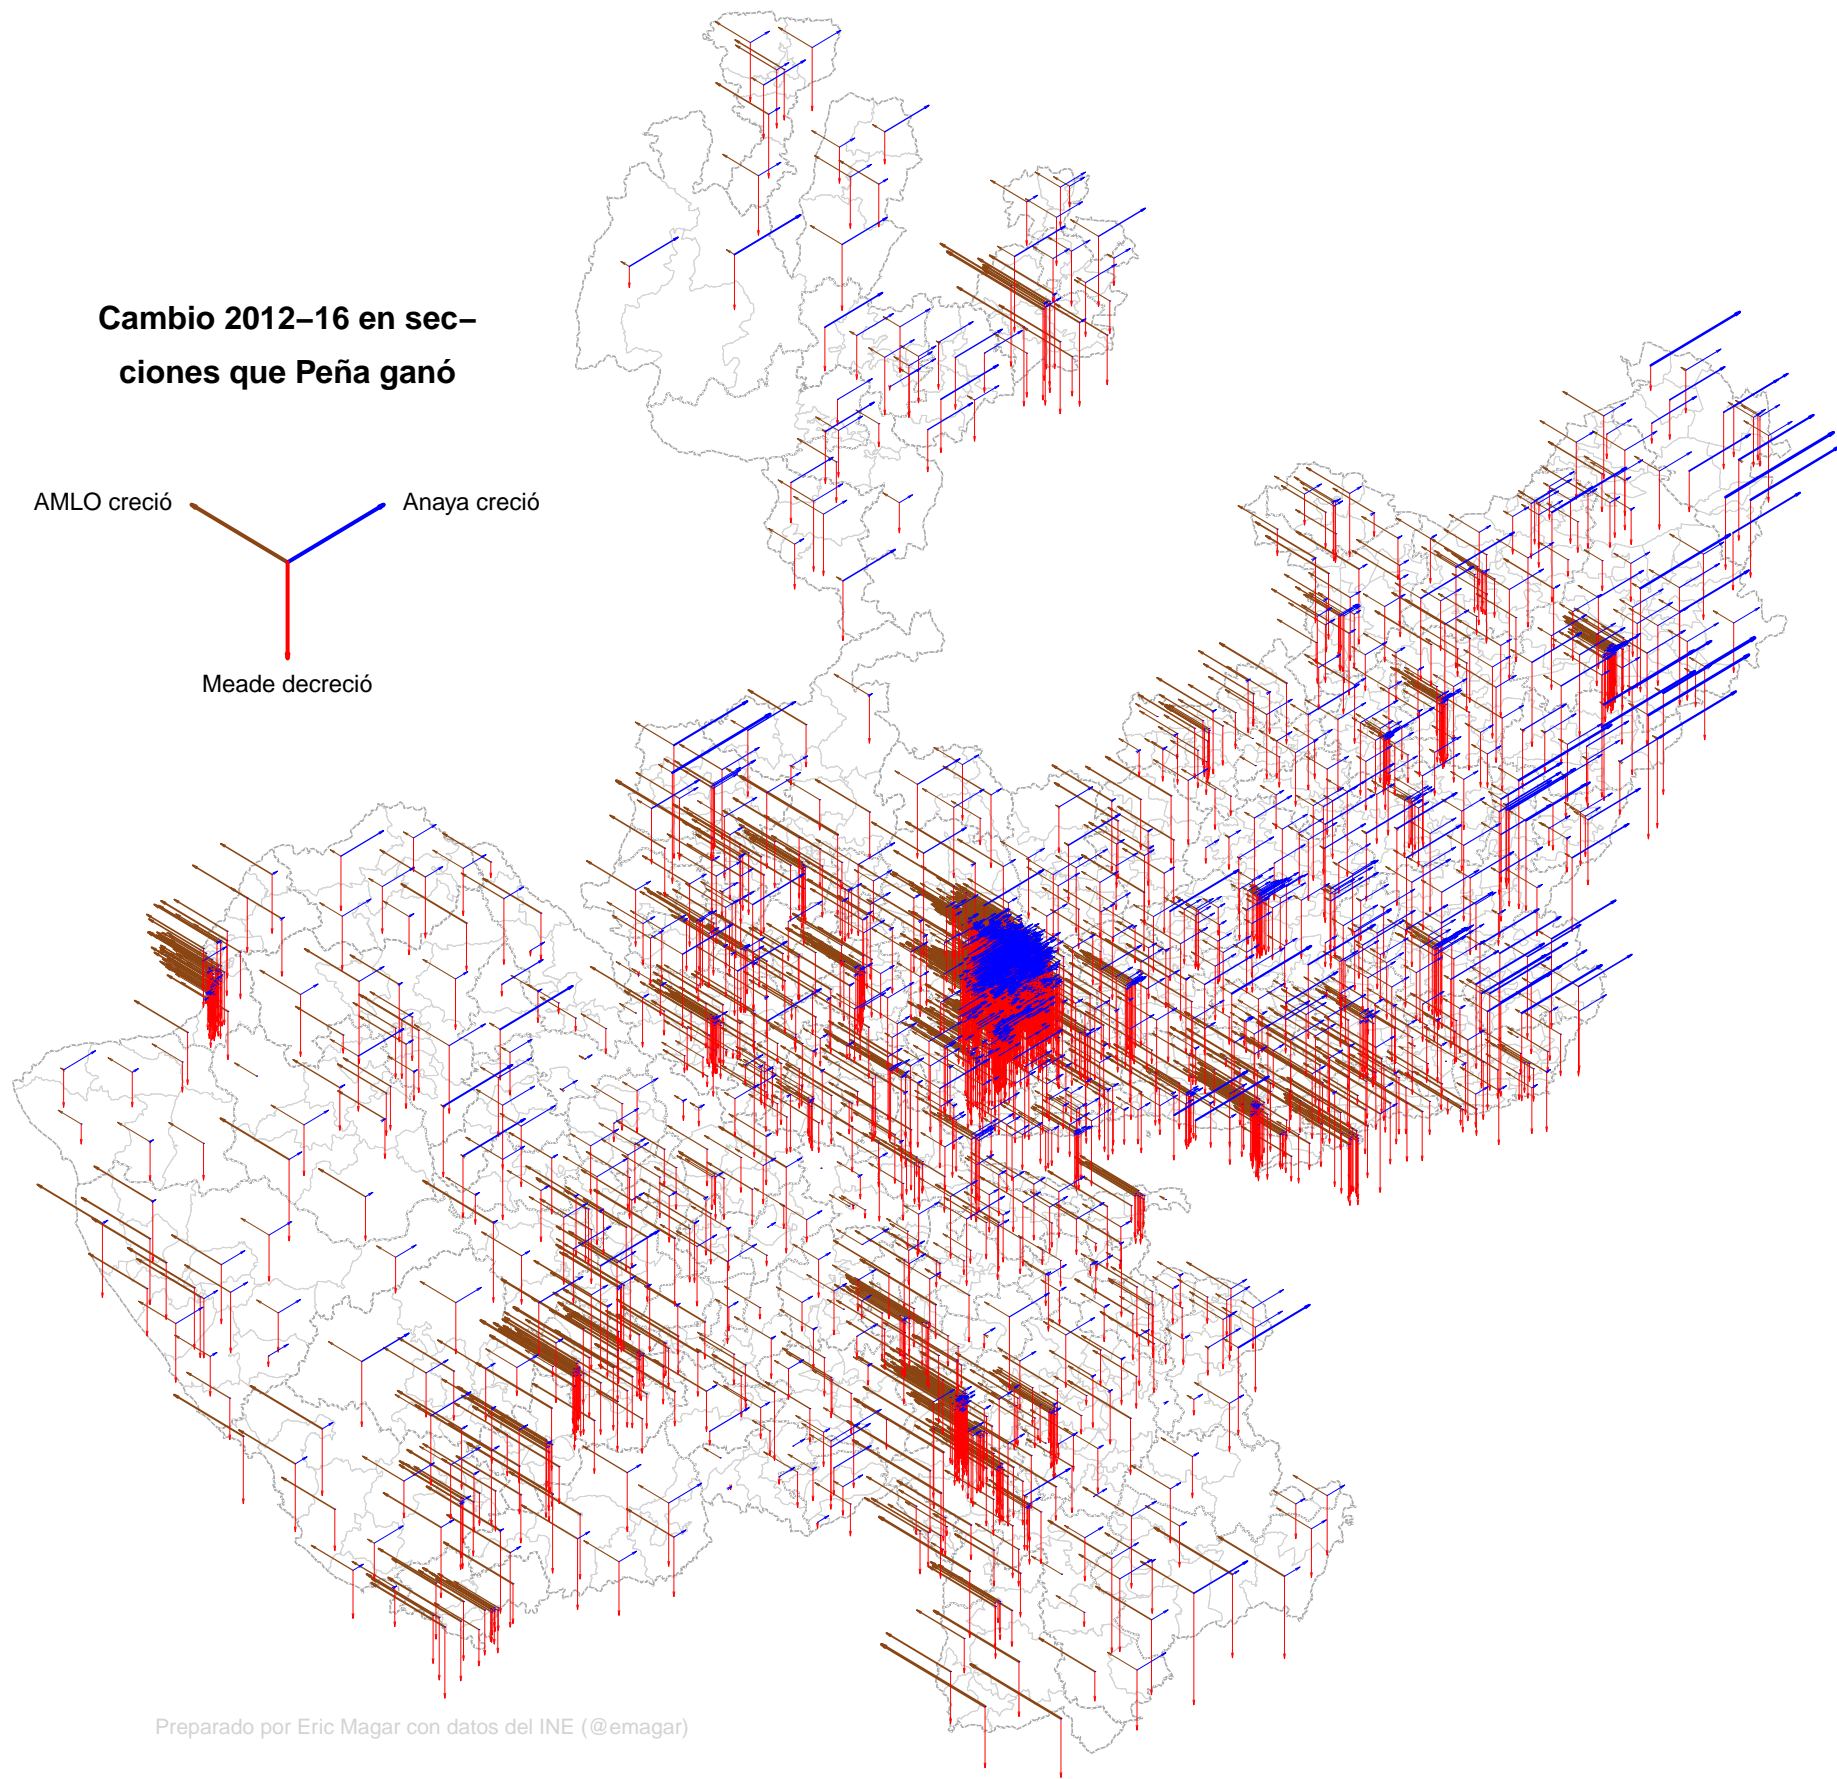 Cambio 2012–16 en sec–
ciones que Peña ganó
AMLO creció
Anaya creció
Meade decreció
Preparado por Eric Magar con datos del INE (@emagar)